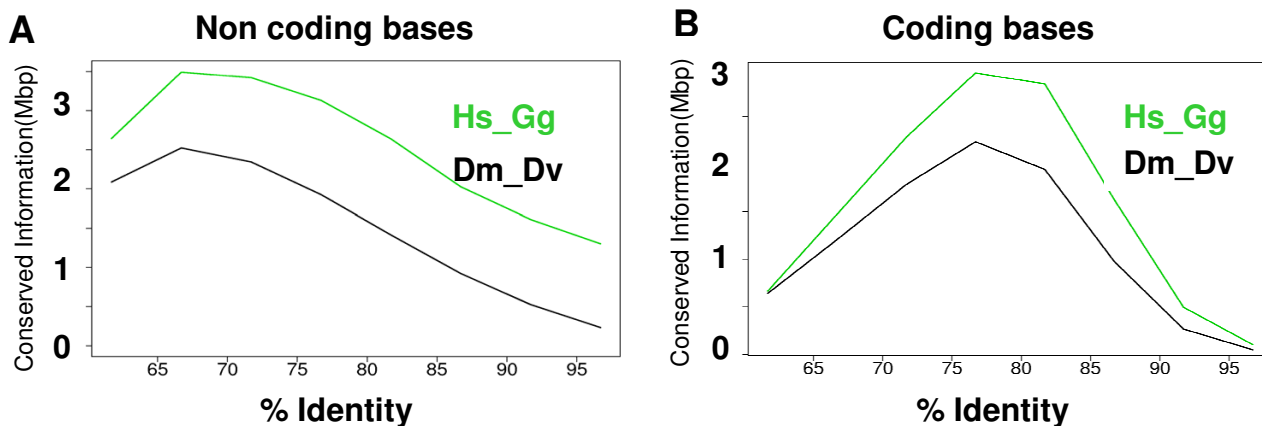 A
Non coding bases
Conserved Information(Mbp)
3
2
1
0
Hs_Gg
Dm_Dv
65 70 75 80 85 90 95
% Identity
B
Coding bases
Conserved Information(Mbp)
3
2
1
0
Hs_Gg
Dm_Dv
65 70 75 80 85 90 95
% Identity